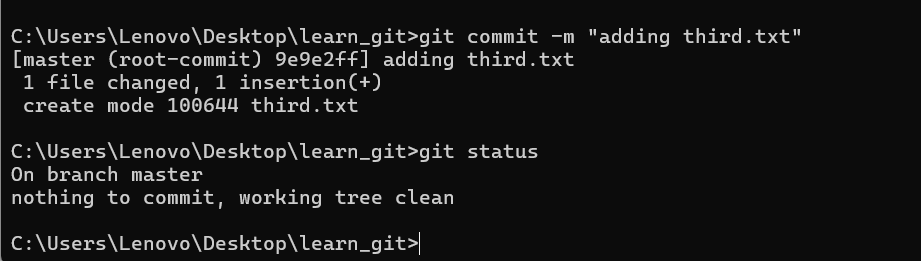 C:\Users\Lenovo\Desktop\learn_git>git commit -m "adding third.txt"
[master (root-commit) 9e9e2ff] adding third.txt
 1 file changed, 1 insertion(+)
 create mode 100644 third.txt
C:\Users\Lenovo\Desktop\learn_git>git status
On branch master
nothing to commit, working tree clean
C:\Users\Lenovo\Desktop\learn_git>